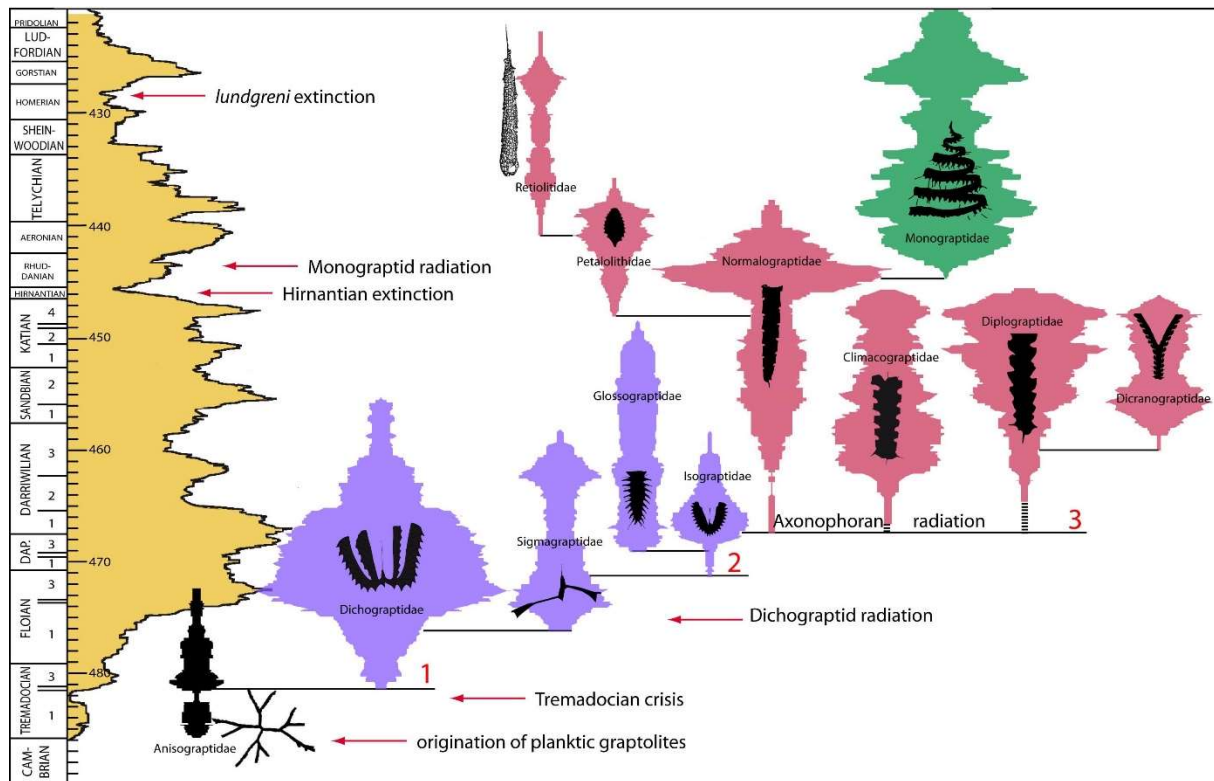 PRIDOLIAN
LUD-
FORDIAN
GORSTIAN
HOMERIAN
SHEIN-
WOODIAN
TELYCHIAN
AERONIAN
RHUD-
DANIAN
HIRNANTIAN
KATIAN
4
2
1
SANDBIAN
2
1
DARRIWILIAN
3
2
1
DAP.
3
1
FLOIAN
3
1
TREMADOCIAN
3
1
CAM-
BRIAN
430
440
450
460
470
480
lundgreni extinction
Monograptid radiation
Hirnantian extinction
Retiolitidae
Petalolithidae
Normalograptidae
Monograptidae
Climacograptidae
Diplograptidae
Dicranograptidae
Glossograptidae
Isograptidae
Axonophoran radiation 3
Sigmagraptidae
2
Dichograptidae
Dichograptid radiation
1
Tremadocian crisis
Anisograptidae
origination of planktic graptolites